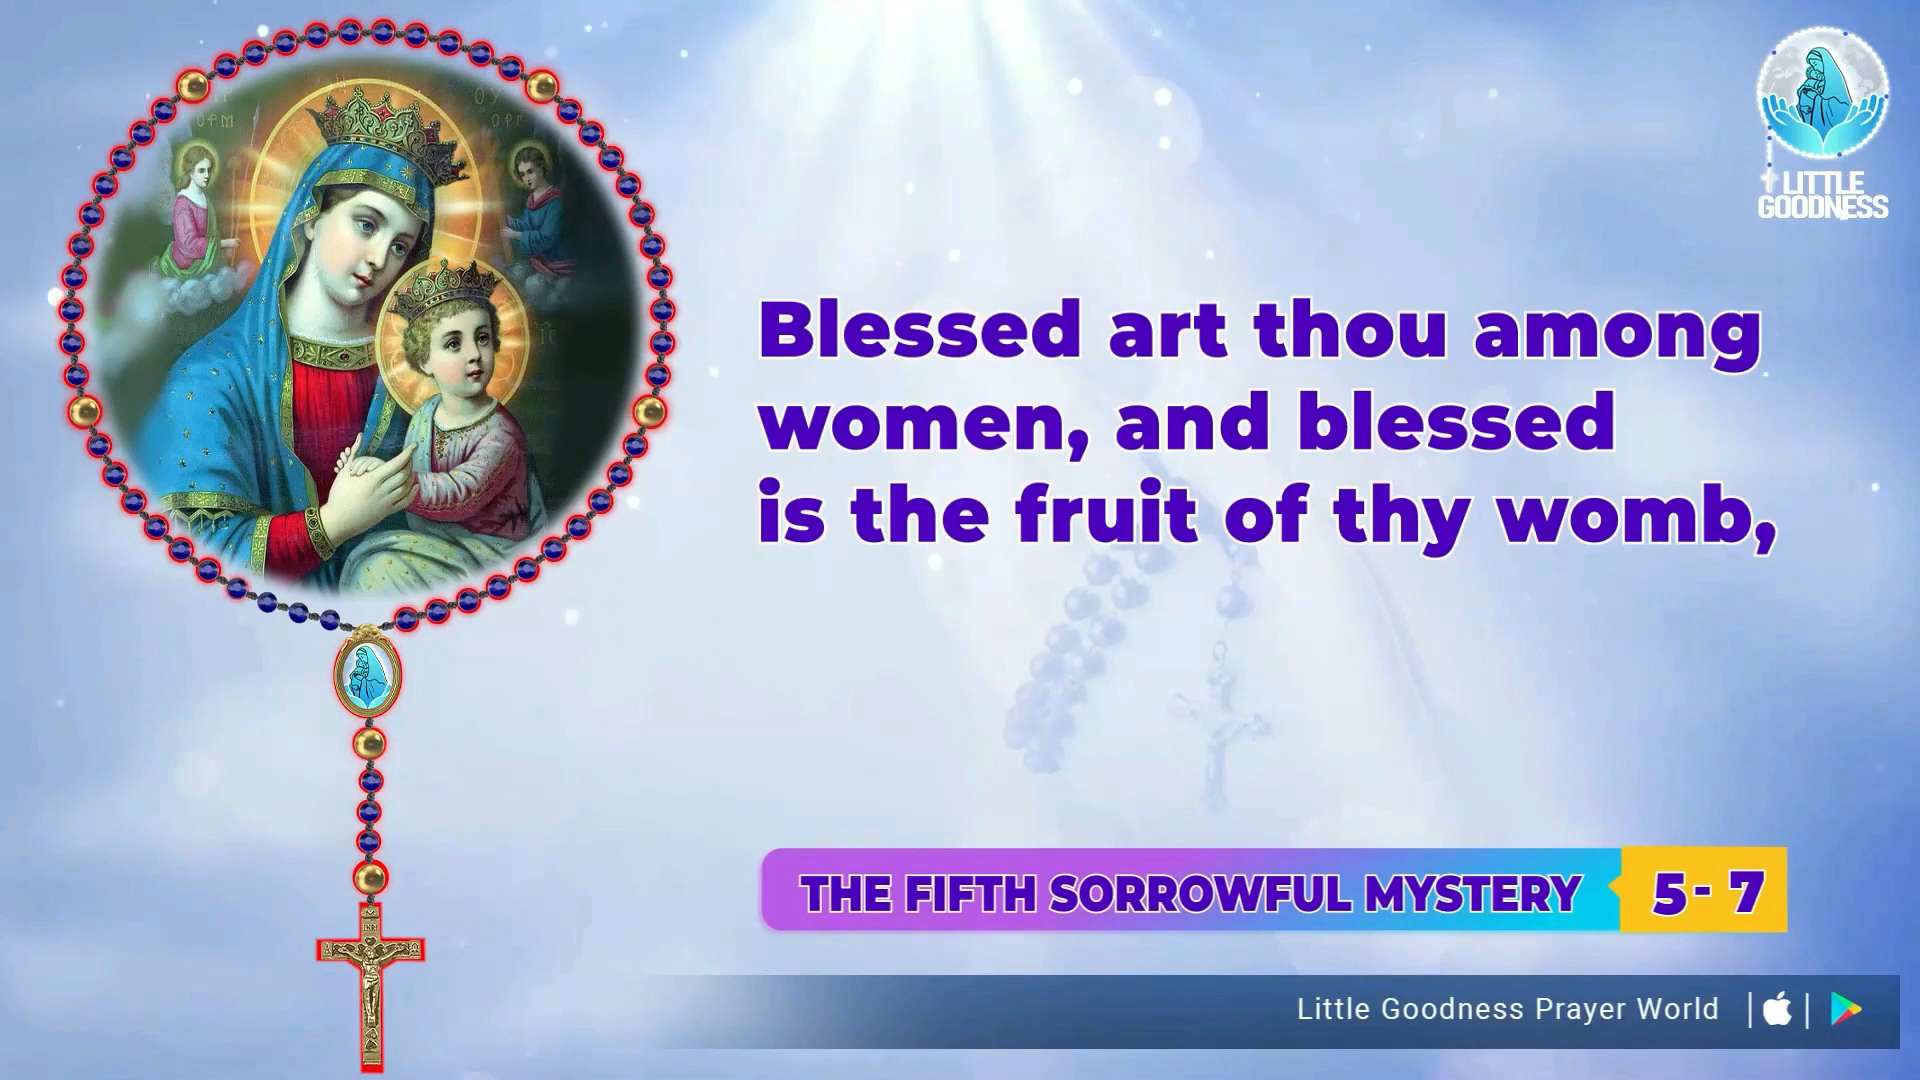 LITTLE
GOODNESS
Blessed art thou among
women, and blessed
is the fruit of thy womb,
THE FIFTH SORROWFUL MYSTERY 5- 7
Little Goodness Prayer World
INRI